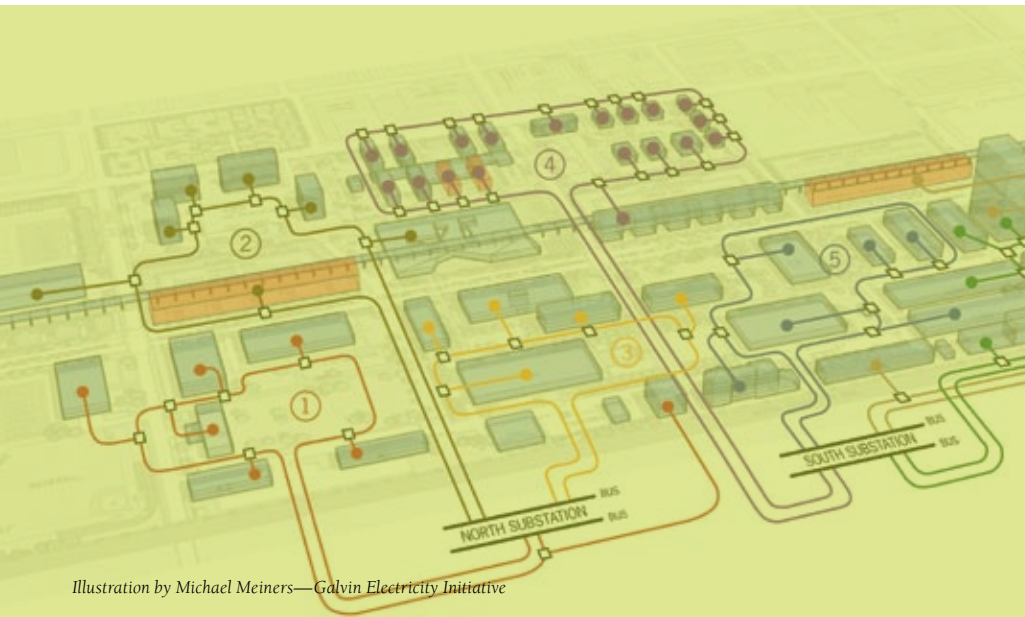 4
2
5
3
1
BUS
SOUTH SUBSTATION
BUS
BUS
NORTH SUBSTATION
BUS
Illustration by Michael Meiners—Galvin Electricity Initiative